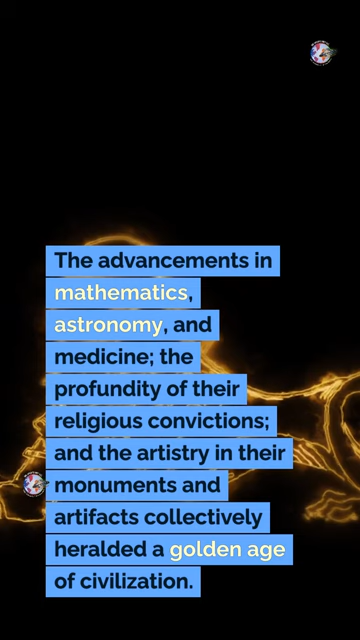 The advancements in
mathematics,
astronomy, and
medicine; the
profundity of their
religious convictions;
and the artistry in their
monuments and
artifacts collectively
heralded a golden age
of civilization.